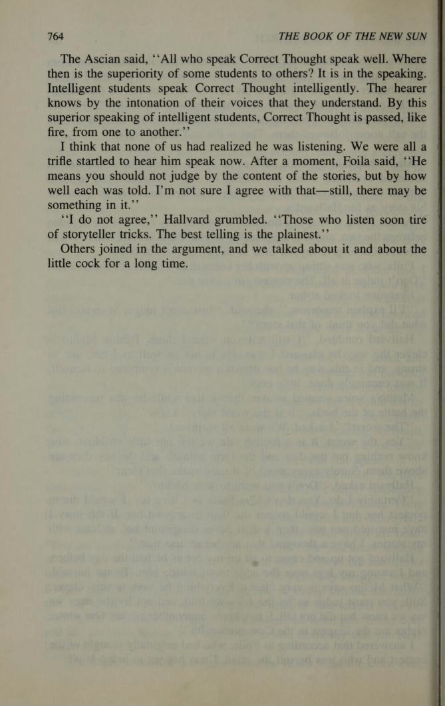 764 THE BOOK OF THE NEW SUN
The Ascian said, ‘‘All who speak Correct Thought speak well. Where
then is the superiority of some students to others? It is in the speaking.
Intelligent students speak Correct Thought intelligently. The hearer
knows by the intonation of their voices that they understand. By this
superior speaking of intelligent students, Correct Thought is passed, like
fire, from one to another.’’
I think that none of us had realized he was listening. We were all a
trifle startled to hear him speak now. After a moment, Foila said, ‘‘He
means you should not judge by the content of the stories, but by how
well each was told. I'm not sure I agree with that—still, there may be
something in it.’’
‘‘I do not agree,’’ Hallvard grumbled. ‘‘Those who listen soon tire
of storyteller tricks. The best telling is the plainest.’’
Others joined in the argument, and we talked about it and about the
little cock for a long time.